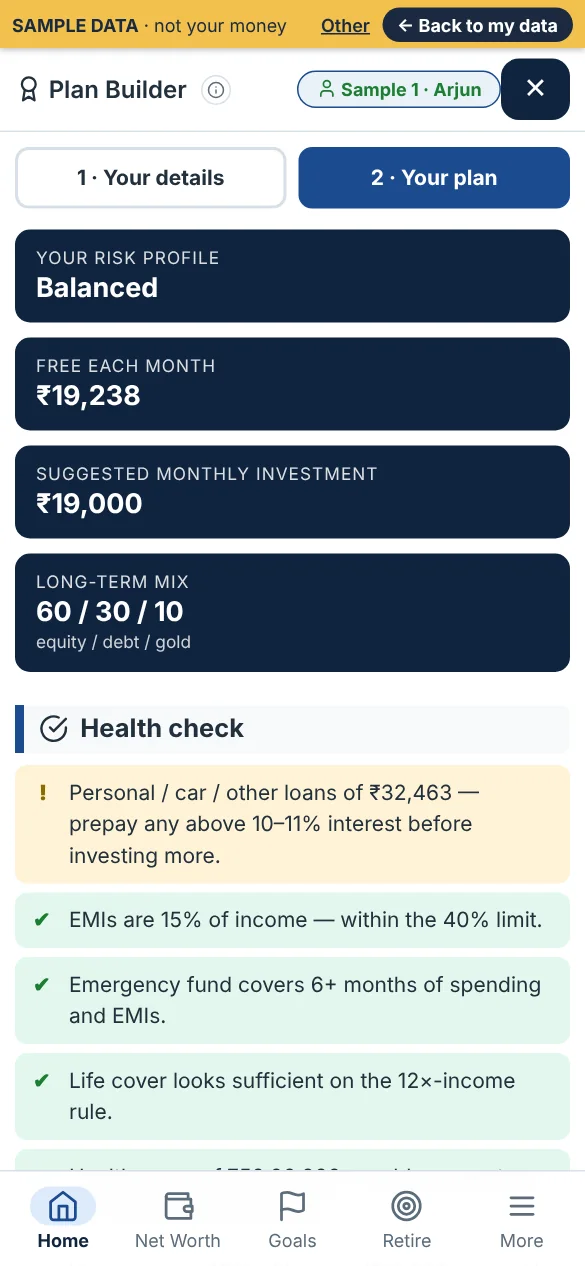 SAMPLE DATA · not your money
Other
← Back to my data
Plan Builder
Sample 1 · Arjun
1 · Your details
2 · Your plan
YOUR RISK PROFILE
Balanced
FREE EACH MONTH
₹19,238
SUGGESTED MONTHLY INVESTMENT
₹19,000
LONG-TERM MIX
60 / 30 / 10
equity / debt / gold
Health check
Personal / car / other loans of ₹32,463 —
prepay any above 10–11% interest before
investing more.
EMIs are 15% of income — within the 40% limit.
Emergency fund covers 6+ months of spending
and EMIs.
Life cover looks sufficient on the 12×-income
rule.
Home
Net Worth
Goals
Retire
More